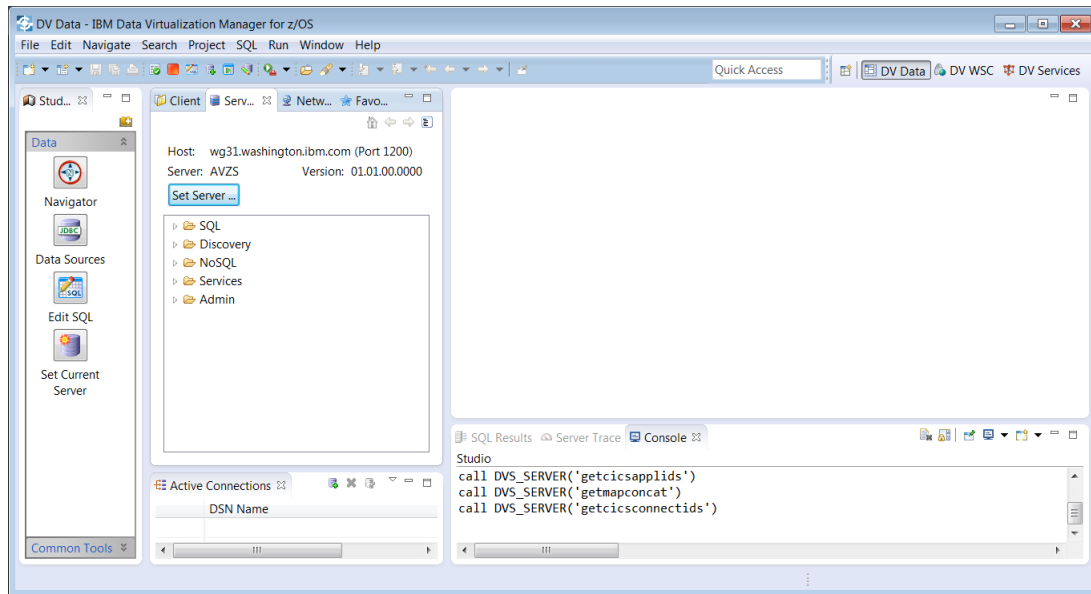 DV Data - IBM Data Virtualization Manager for z/OS
File Edit Navigate Search Project SQL Run Window Help
Quick Access
DV Data
DV WSC
DV Services
Stud...
Data
Navigator
JDBC
Data Sources
SQL
Edit SQL
Set Current
Server
Common Tools
Client
Serv...
Netw...
Favo...
Host: wg31.washington.ibm.com (Port 1200)
Server: AVZS Version: 01.01.00.0000
Set Server ...
SQL
Discovery
NoSQL
Services
Admin
Active Connections
DSN Name
SQL Results
Server Trace
Console
Studio
call DVS_SERVER('getcicsapplids')
call DVS_SERVER('getmapconcat')
call DVS_SERVER('getcicsconnectids')